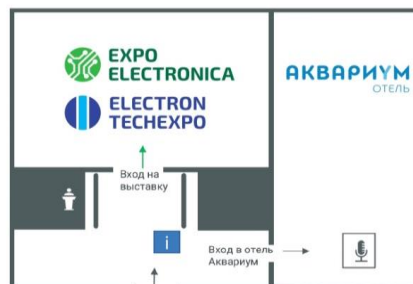 EXPO
ELECTRONICA
ELECTRON
TECHEXPO
АКВАРИУМ
ОТЕЛЬ
Вход на
выставку
i
Вход в отель
Аквариум